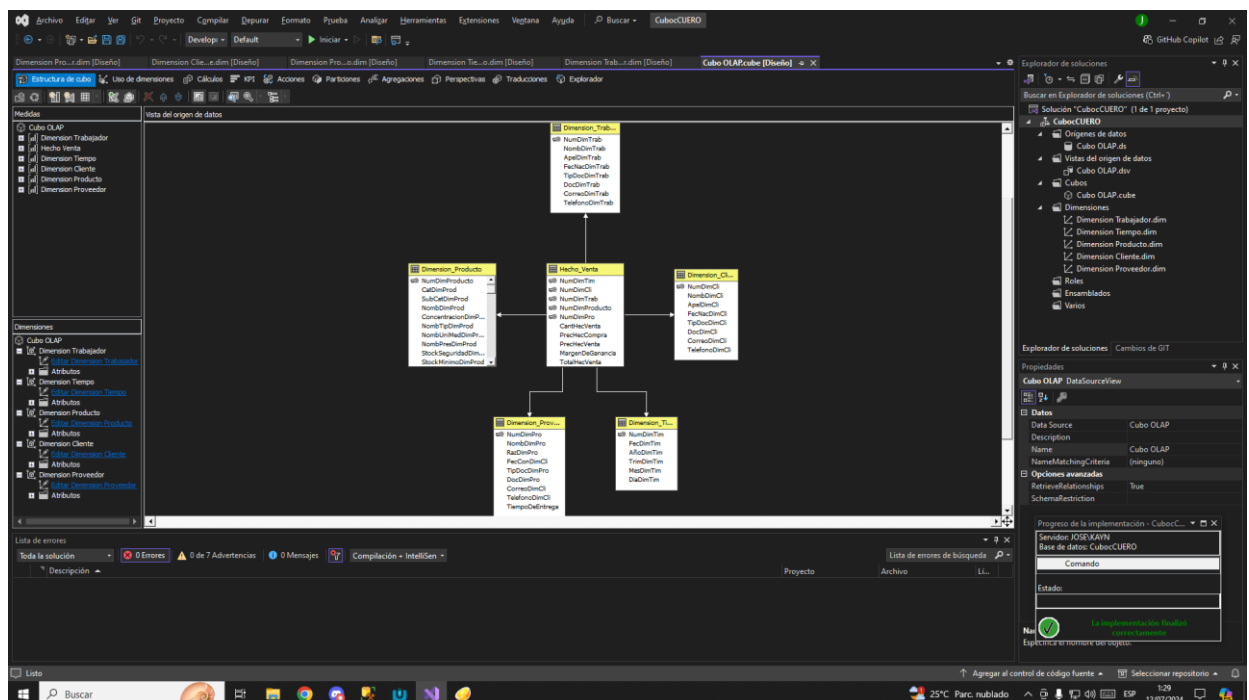 Archivo Editar Ver Git Proyecto Compilar Depurar Formato Prueba Analizar Herramientas Extensiones Ventana Ayuda Buscar CubocCUERO
Developi Default Iniciar GitHub Copilot
Dimension Pro...r.dim [Diseño] Dimension Clie...e.dim [Diseño] Dimension Pro...o.dim [Diseño] Dimension Tie...o.dim [Diseño] Dimension Trab...r.dim [Diseño] Cubo OLAP.cube [Diseño]
Estructura de cubo Uso de dimensiones Cálculos KPI Acciones Particiones Agregaciones Perspectivas Traducciones Explorador
Medidas
Cubo OLAP
Dimension Trabajador
Hecho Venta
Dimension Tiempo
Dimension Cliente
Dimension Producto
Dimension Proveedor
Dimensiones
Cubo OLAP
Dimension Trabajador
Editar Dimension Trabajador
Atributos
Dimension Tiempo
Editar Dimension Tiempo
Atributos
Dimension Producto
Editar Dimension Producto
Atributos
Dimension Cliente
Editar Dimension Cliente
Atributos
Dimension Proveedor
Editar Dimension Proveedor
Atributos
Vista del origen de datos
Dimension_Trab...
NumDimTrab
NombDimTrab
ApelDimTrab
FecNacDimTrab
TipDocDimTrab
DocDimTrab
CorreoDimTrab
TelefonoDimTrab
Dimension_Producto
NumDimProducto
CatDimProd
SubCatDimProd
NombDimProd
ConcentracionDimP...
NombTipDimProd
NombUniMedDimPr...
NombPresDimProd
StockSeguridadDim...
StockMinimoDimProd
Hecho_Venta
NumDimTim
NumDimCli
NumDimTrab
NumDimProducto
NumDimPro
CantHecVenta
PrecHecCompra
PrecHecVenta
MargenDeGanancia
TotalHecVenta
Dimension_Cli...
NumDimCli
NombDimCli
ApelDimCli
FecNacDimCli
TipDocDimCli
DocDimCli
CorreoDimCli
TelefonoDimCli
Dimension_Prov...
NumDimPro
NombDimPro
RazDimPro
FecConDimCli
TipDocDimPro
DocDimPro
CorreoDimCli
TelefonoDimCli
TiempoDeEntrega
Dimension_Ti...
NumDimTim
FecDimTim
AñoDimTim
TrimDimTim
MesDimTim
DiaDimTim
Explorador de soluciones
Buscar en Explorador de soluciones (Ctrl+¨)
Solución "CubocCUERO" (1 de 1 proyecto)
CubocCUERO
Orígenes de datos
Cubo OLAP.ds
Vistas del origen de datos
Cubo OLAP.dsv
Cubos
Cubo OLAP.cube
Dimensiones
Dimension Trabajador.dim
Dimension Tiempo.dim
Dimension Producto.dim
Dimension Cliente.dim
Dimension Proveedor.dim
Roles
Ensamblados
Varios
Explorador de soluciones Cambios de GIT
Propiedades
Cubo OLAP DataSourceView
Datos
Data Source Cubo OLAP
Description
Name Cubo OLAP
NameMatchingCriteria (ninguno)
Opciones avanzadas
RetrieveRelationships True
SchemaRestriction
Progreso de la implementación - CubocC...
Servidor: JOSE\KAYN
Base de datos: CubocCUERO
Comando
Estado:
La implementación finalizó
correctamente
Especifica el nombre del objeto.
Lista de errores
Toda la solución 0 Errores 0 de 7 Advertencias 0 Mensajes Compilación + IntelliSen Lista de errores de búsqueda
Descripción Proyecto Archivo Lí...
Listo Agregar al control de código fuente Seleccionar repositorio
Buscar 25°C Parc. nublado ESP 1:29
12/07/2024